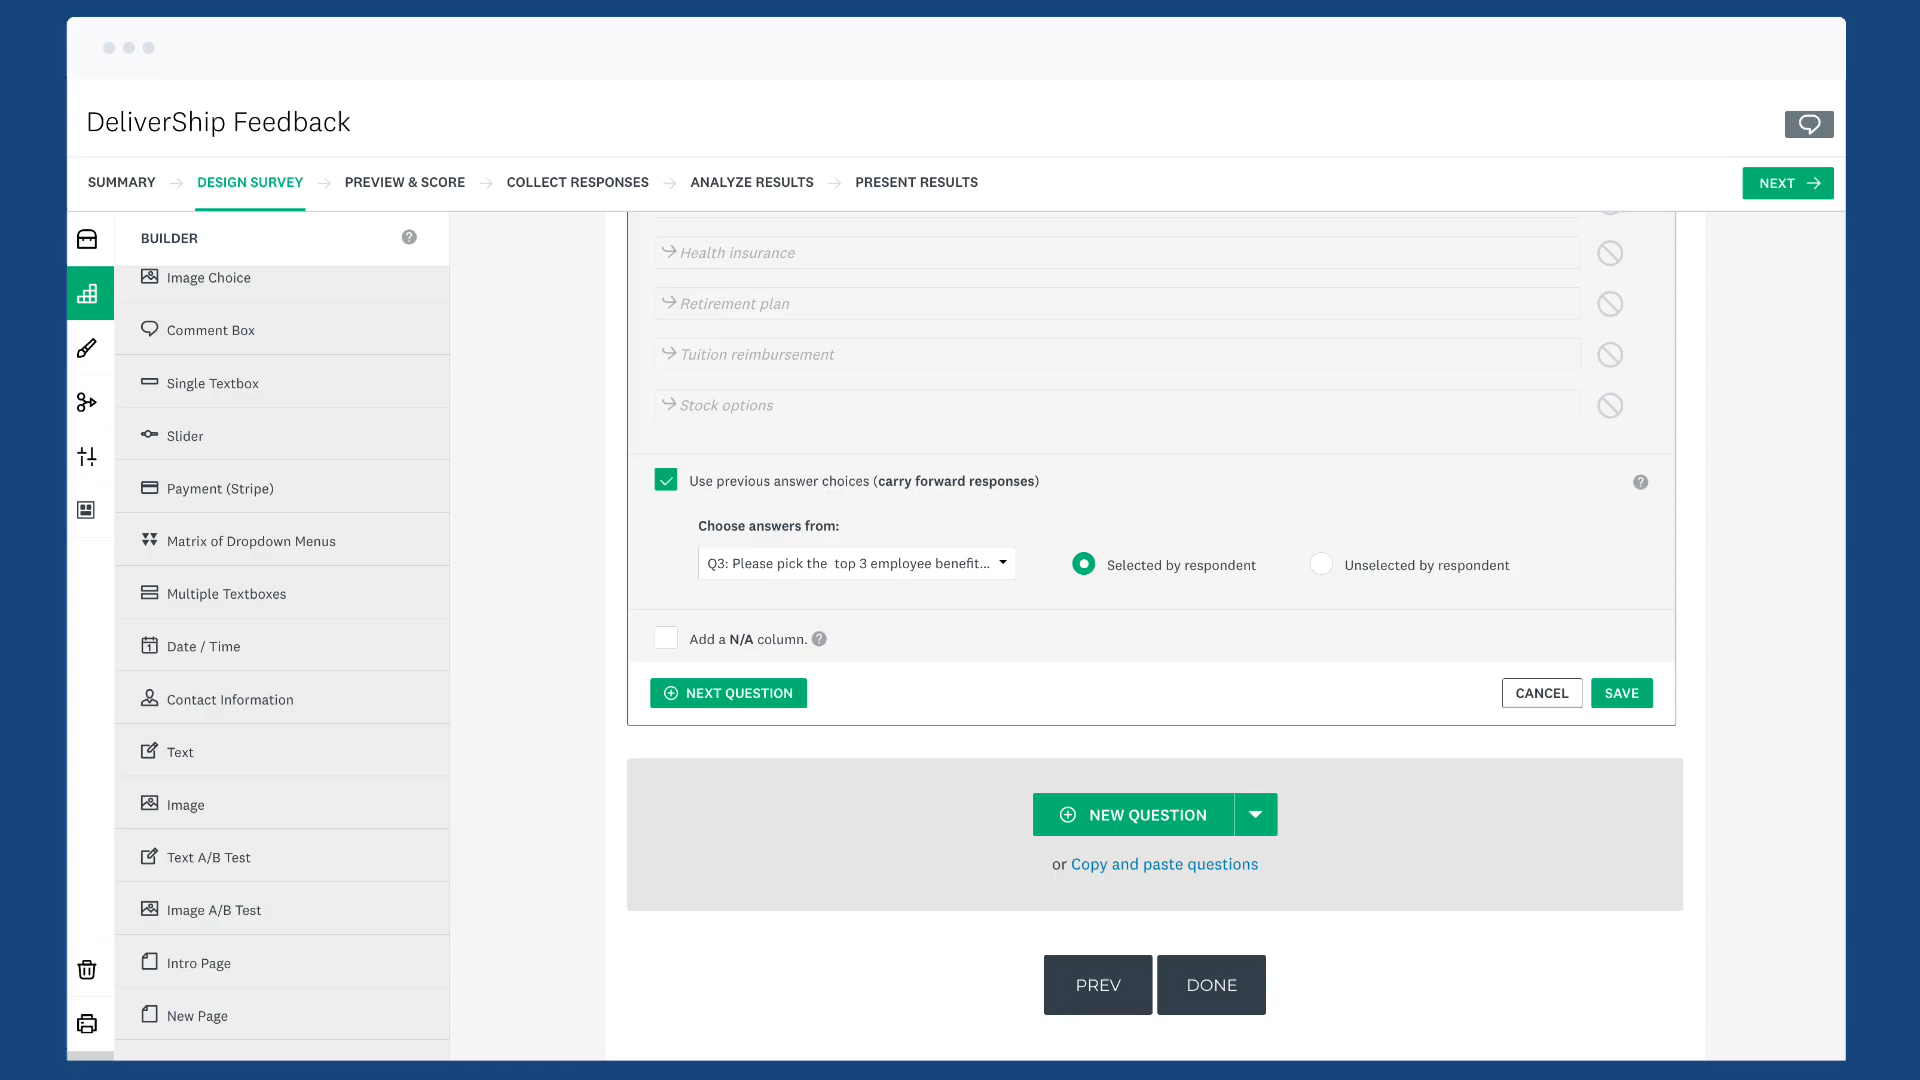 DeliverShip Feedback
SUMMARY DESIGN SURVEY PREVIEW & SCORE COLLECT RESPONSES ANALYZE RESULTS PRESENT RESULTS NEXT
BUILDER
Image Choice
Comment Box
Single Textbox
Slider
Payment (Stripe)
Matrix of Dropdown Menus
Multiple Textboxes
Date / Time
Contact Information
Text
Image
Text A/B Test
Image A/B Test
Intro Page
New Page
Health insurance
Retirement plan
Tuition reimbursement
Stock options
Use previous answer choices (carry forward responses)
Choose answers from:
Q3: Please pick the top 3 employee benefit... Selected by respondent Unselected by respondent
Add a N/A column.
NEXT QUESTION CANCEL SAVE
NEW QUESTION
or Copy and paste questions
PREV DONE